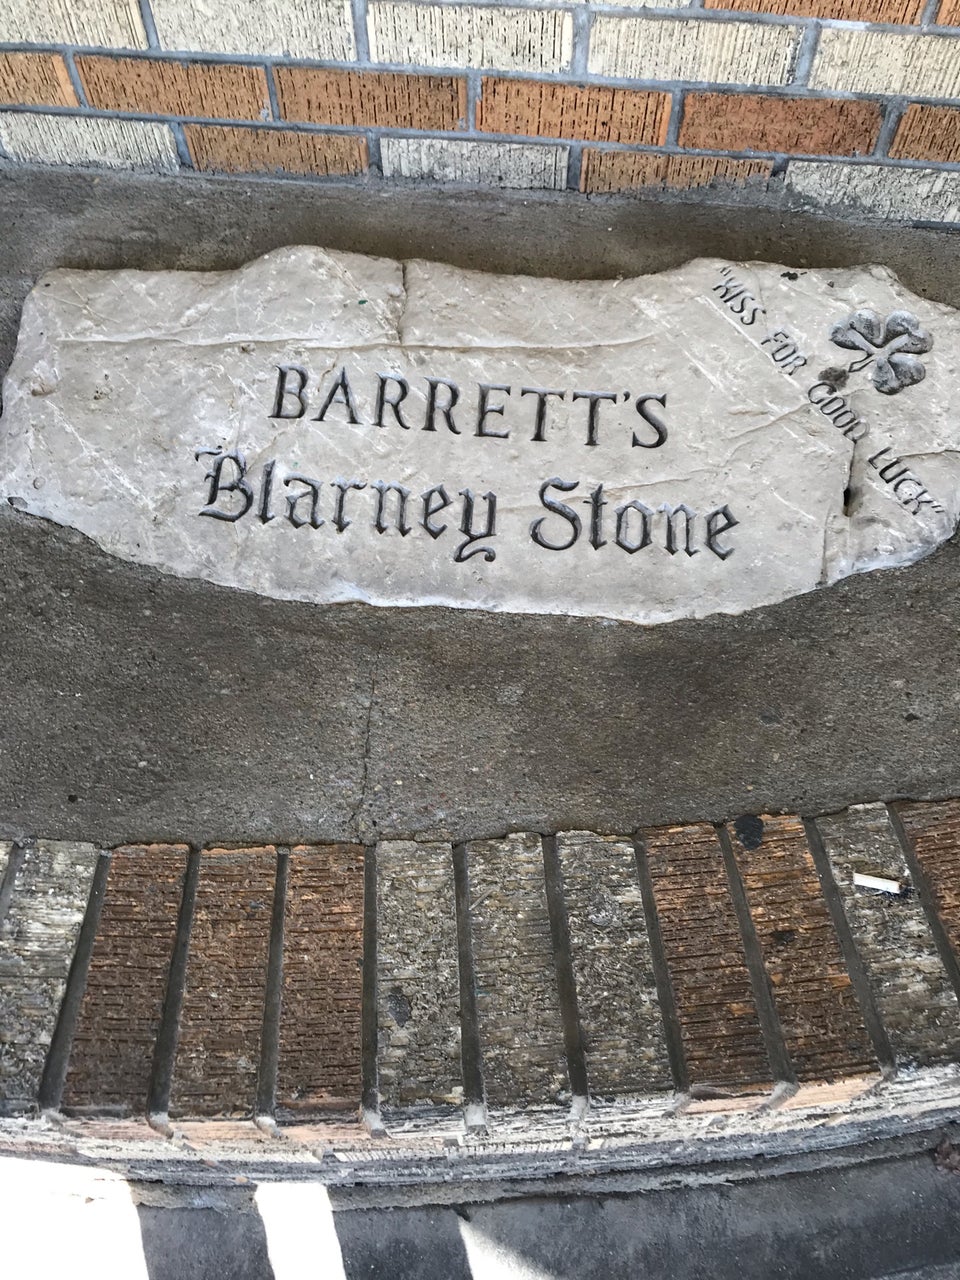 BARRETT'S
Blarney Stone
"KISS FOR GOOD LUCK"